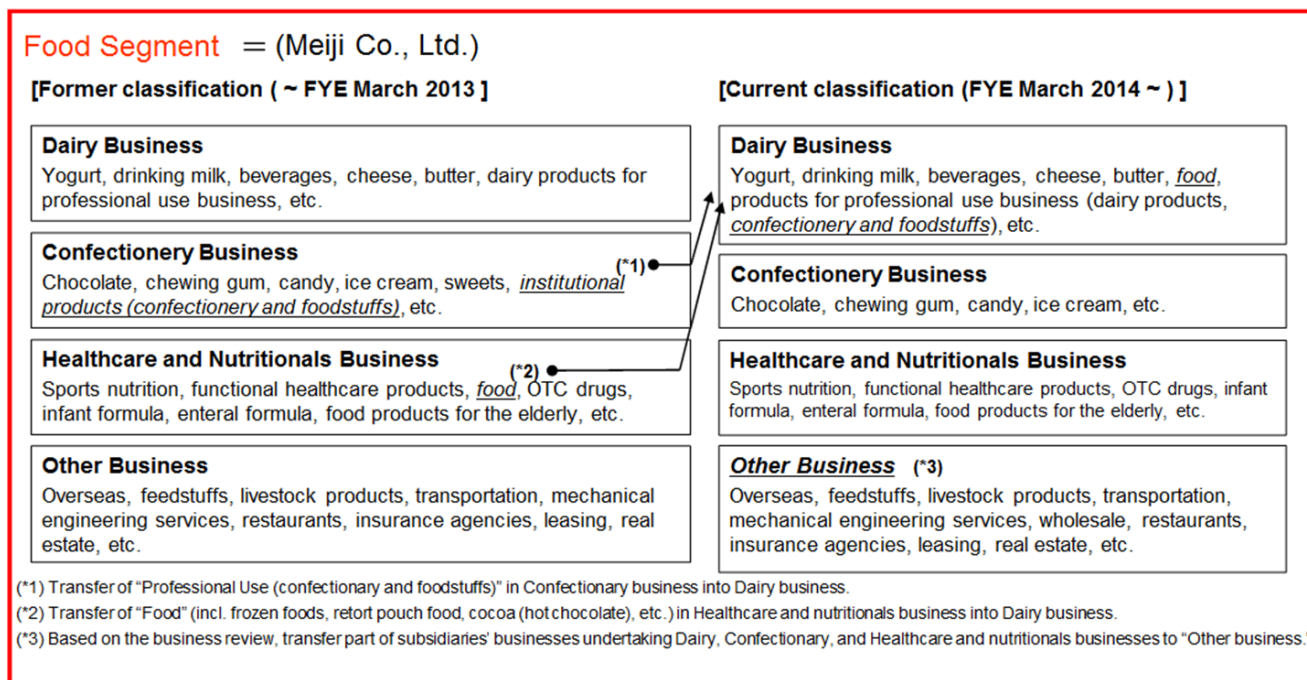 Food Segment = (Meiji Co., Ltd.)
[Former classification ( ~ FYE March 2013 ]
Dairy Business
Yogurt, drinking milk, beverages, cheese, butter, dairy products for
professional use business, etc.
Confectionery Business
(*1)
Chocolate, chewing gum, candy, ice cream, sweets, institutional
products (confectionery and foodstuffs), etc.
Healthcare and Nutritionals Business
(*2)
Sports nutrition, functional healthcare products, food, OTC drugs,
infant formula, enteral formula, food products for the elderly, etc.
Other Business
Overseas, feedstuffs, livestock products, transportation, mechanical
engineering services, restaurants, insurance agencies, leasing, real
estate, etc.
[Current classification (FYE March 2014 ~ ) ]
Dairy Business
Yogurt, drinking milk, beverages, cheese, butter, food,
products for professional use business (dairy products,
confectionery and foodstuffs), etc.
Confectionery Business
Chocolate, chewing gum, candy, ice cream, etc.
Healthcare and Nutritionals Business
Sports nutrition, functional healthcare products, OTC drugs, infant
formula, enteral formula, food products for the elderly, etc.
Other Business (*3)
Overseas, feedstuffs, livestock products, transportation,
mechanical engineering services, wholesale, restaurants,
insurance agencies, leasing, real estate, etc.
(*1) Transfer of “Professional Use (confectionary and foodstuffs)” in Confectionary business into Dairy business.
(*2) Transfer of “Food” (incl. frozen foods, retort pouch food, cocoa (hot chocolate), etc.) in Healthcare and nutritionals business into Dairy business.
(*3) Based on the business review, transfer part of subsidiaries’ businesses undertaking Dairy, Confectionary, and Healthcare and nutritionals businesses to “Other business.”